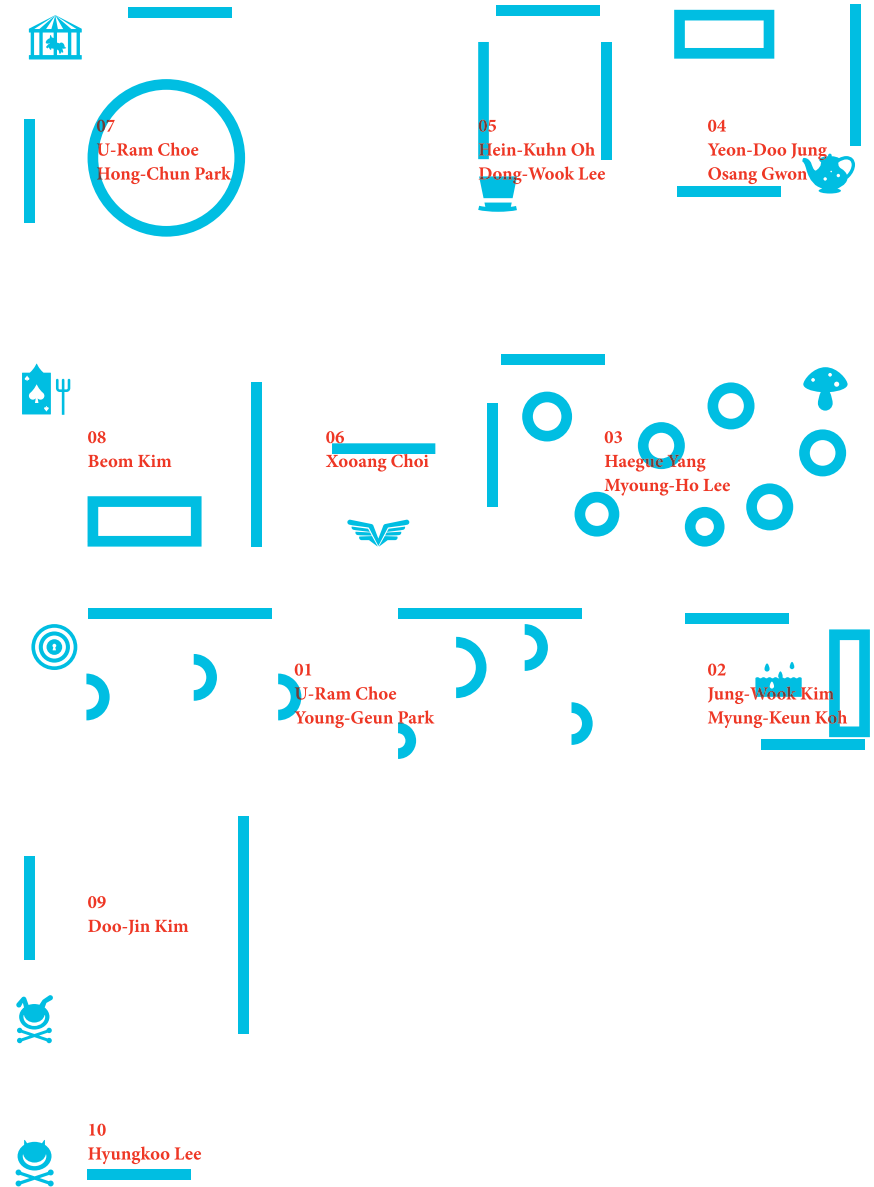 07
U-Ram Choe
Hong-Chun Park
05
Hein-Kuhn Oh
Dong-Wook Lee
04
Yeon-Doo Jung
Osang Gwon
08
Beom Kim
06
Xooang Choi
03
Haegue Yang
Myoung-Ho Lee
01
U-Ram Choe
Young-Geun Park
02
Jung-Wook Kim
Myung-Keun Koh
09
Doo-Jin Kim
10
Hyungkoo Lee